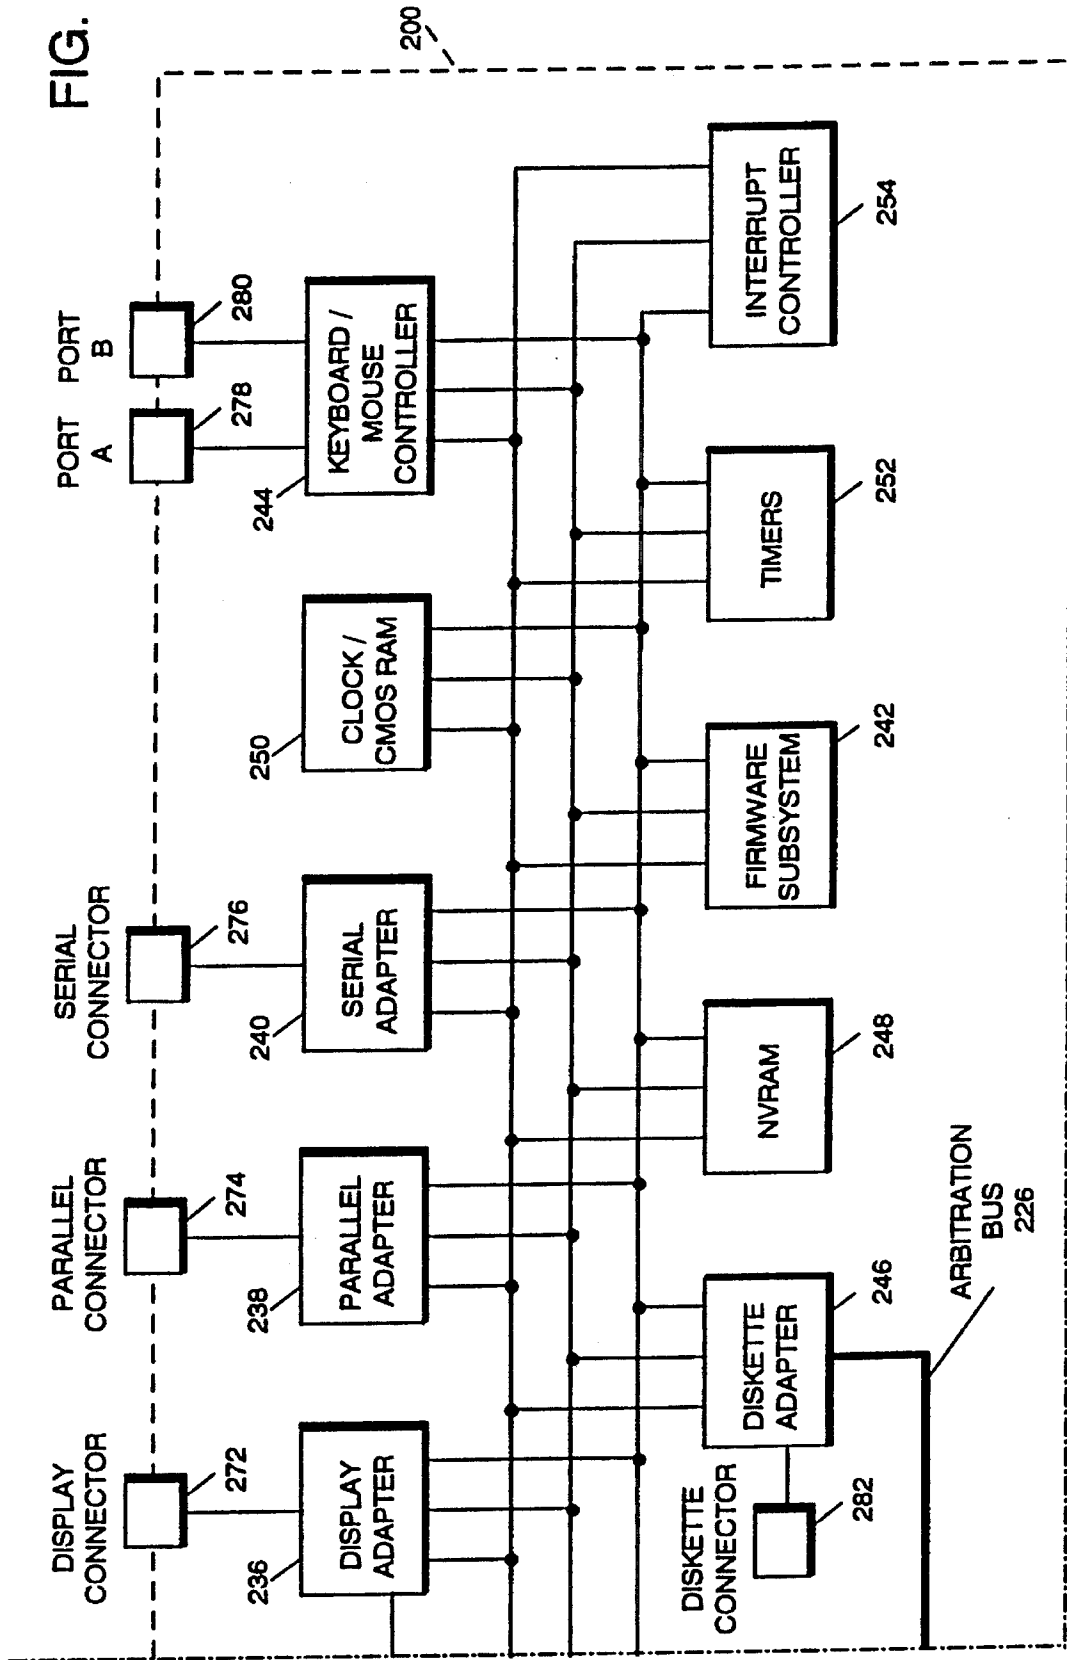 FIG.
200
DISPLAY
CONNECTOR
272
PARALLEL
CONNECTOR
274
SERIAL
CONNECTOR
276
PORT
A
278
PORT
B
280
236
DISPLAY
ADAPTER
238
PARALLEL
ADAPTER
240
SERIAL
ADAPTER
250
CLOCK /
CMOS RAM
244
KEYBOARD /
MOUSE
CONTROLLER
DISKETTE
CONNECTOR
282
DISKETTE
ADAPTER
246
NVRAM
248
FIRMWARE
SUBSYSTEM
242
TIMERS
252
INTERRUPT
CONTROLLER
254
ARBITRATION
BUS
226